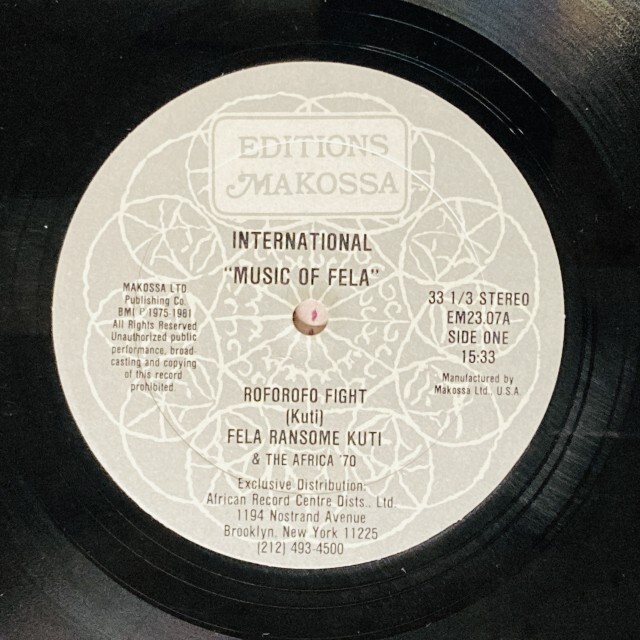 EDITIONS
MAKOSSA
INTERNATIONAL
"MUSIC OF FELA"
MAKOSSA LTD
Publishing Co.
BMI P 1975 1981
All Rights Reserved
Unauthorized public
performance, broad
casting and copying
of this record
prohibited.
33 1/3 STEREO
EM23.07A
SIDE ONE
15:33
Manufactured by
Makossa Ltd., U.S.A.
ROFOROFO FIGHT
(Kuti)
FELA RANSOME KUTI
& THE AFRICA '70
Exclusive Distribution:
African Record Centre Dists., Ltd.
1194 Nostrand Avenue
Brooklyn, New York 11225
(212) 493-4500